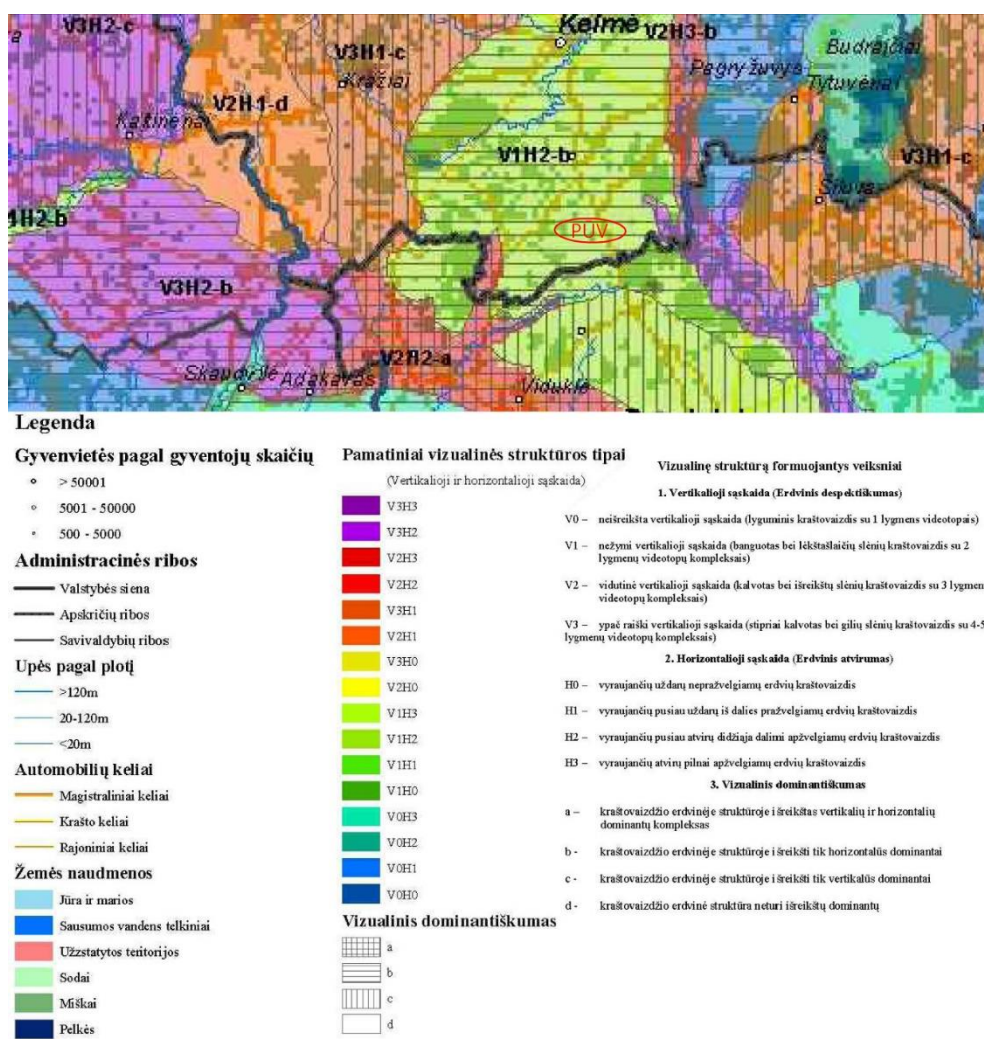 V3H2-c
Kelmė
V2H3-b
V3H1-c
Kražiai
Pagryžuvys
Budraičiai
Tytuvėnai
V2H1-d
Kaltinėnai
V1H2-b
V3H1-c
Šiluva
4H2-b
PUV
V3H2-b
V2H2-a
Skaudvilė
Adakavas
Viduklė
Legenda
Gyvenvietės pagal gyventojų skaičių
> 50001
5001 - 50000
500 - 5000
Administracinės ribos
Valstybės siena
Apskričių ribos
Savivaldybių ribos
Upės pagal plotį
>120m
20-120m
<20m
Automobilių keliai
Magistraliniai keliai
Krašto keliai
Rajoniniai keliai
Žemės naudmenos
Jūra ir marios
Sausumos vandens telkiniai
Užzstatytos teritorijos
Sodai
Miškai
Pelkės
Pamatiniai vizualinės struktūros tipai
(Vertikalioji ir horizontalioji sąskaida)
V3H3
V3H2
V2H3
V2H2
V3H1
V2H1
V3H0
V2H0
V1H3
V1H2
V1H1
V1H0
V0H3
V0H2
V0H1
V0H0
Vizualinis dominantiškumas
a
b
c
d
Vizualinę struktūrą formuojantys veiksniai
1. Vertikalioji sąskaida (Erdvinis despektiškumas)
V0 – neišreikšta vertikalioji sąskaida (lyguminis kraštovaizdis su 1 lygmens videotopais)
V1 – nežymi vertikalioji sąskaida (banguotas bei lėkštašlaičių slėnių kraštovaizdis su 2
lygmenų videotopų kompleksais)
V2 – vidutinė vertikalioji sąskaida (kalvotas bei išreikštų slėnių kraštovaizdis su 3 lygmen
videotopų kompleksais)
V3 – ypač raiški vertikalioji sąskaida (stipriai kalvotas bei gilių slėnių kraštovaizdis su 4-5
lygmenų videotopų kompleksais)
2. Horizontalioji sąskaida (Erdvinis atvirumas)
H0 – vyraujančių uždarų nepražvelgiamų erdvių kraštovaizdis
H1 – vyraujančių pusiau uždarų iš dalies pražvelgiamų erdvių kraštovaizdis
H2 – vyraujančių pusiau atvirų didžiąja dalimi apžvelgiamų erdvių kraštovaizdis
H3 – vyraujančių atvirų pilnai apžvelgiamų erdvių kraštovaizdis
3. Vizualinis dominantiškumas
a – kraštovaizdžio erdvinėje struktūroje išreikštas vertikalių ir horizontalių
dominantų kompleksas
b - kraštovaizdžio erdvinėje struktūroje išreikšti tik horizontalūs dominantai
c - kraštovaizdžio erdvinėje struktūroje išreikšti tik vertikalūs dominantai
d - kraštovaizdžio erdvinė struktūra neturi išreikštų dominantų